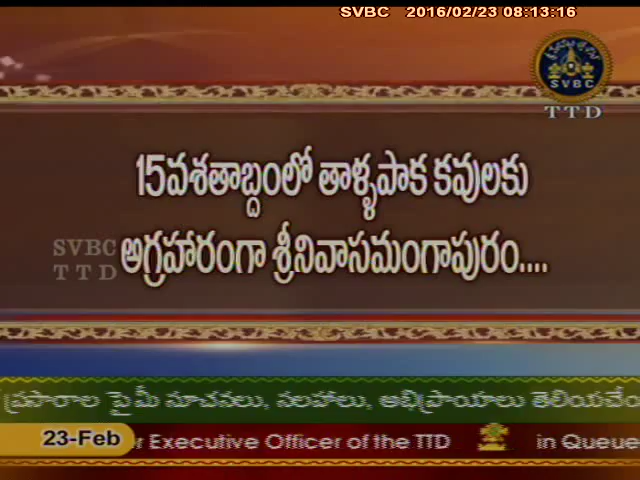 SVBC 2016/02/23 08:13:16
SVBC
TTD
15వశతాబ్దంలో తాళ్ళపాక కవులకు
అగ్రహారంగా శ్రీనివాసమంగాపురం....
SVBC
TTD
ప్రసారాల పై మీ సూచనలు, సలహాలు, అభిప్రాయాలు
23-Feb r Executive Officer of the TTD in Queue